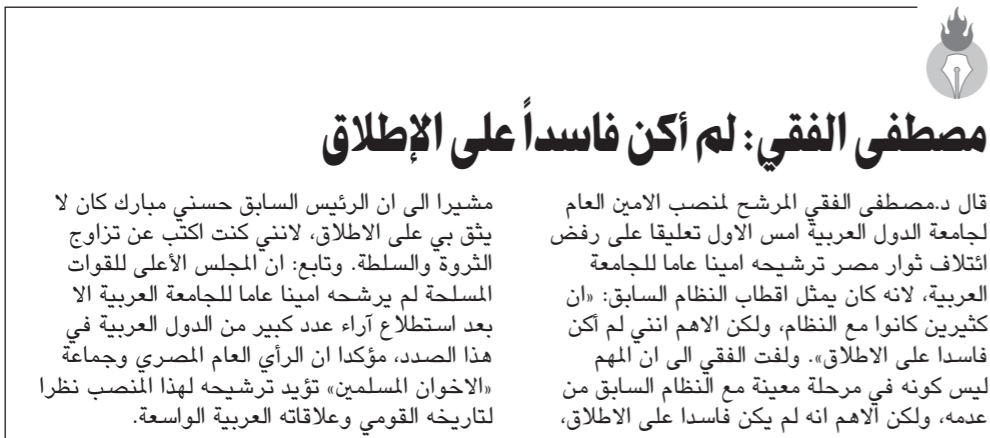 مصطفى الفقي: لم أكن فاسداً على الإطلاق
قال د.مصطفى الفقي المرشح لمنصب الامين العام
لجامعة الدول العربية امس الاول تعليقا على رفض
ائتلاف ثوار مصر ترشيحه امينا عاما للجامعة
العربية، لانه كان يمثل اقطاب النظام السابق: «ان
كثيرين كانوا مع النظام، ولكن الاهم انني لم أكن
فاسدا على الاطلاق». ولفت الفقي الى ان المهم
ليس كونه في مرحلة معينة مع النظام السابق من
عدمه، ولكن الاهم انه لم يكن فاسدا على الاطلاق،
مشيرا الى ان الرئيس السابق حسني مبارك كان لا
يثق بي على الاطلاق، لانني كنت اكتب عن تزاوج
الثروة والسلطة. وتابع: ان المجلس الأعلى للقوات
المسلحة لم يرشحه امينا عاما للجامعة العربية الا
بعد استطلاع آراء عدد كبير من الدول العربية في
هذا الصدد، مؤكدا ان الرأي العام المصري وجماعة
«الاخوان المسلمين» تؤيد ترشيحه لهذا المنصب نظرا
لتاريخه القومي وعلاقاته العربية الواسعة.